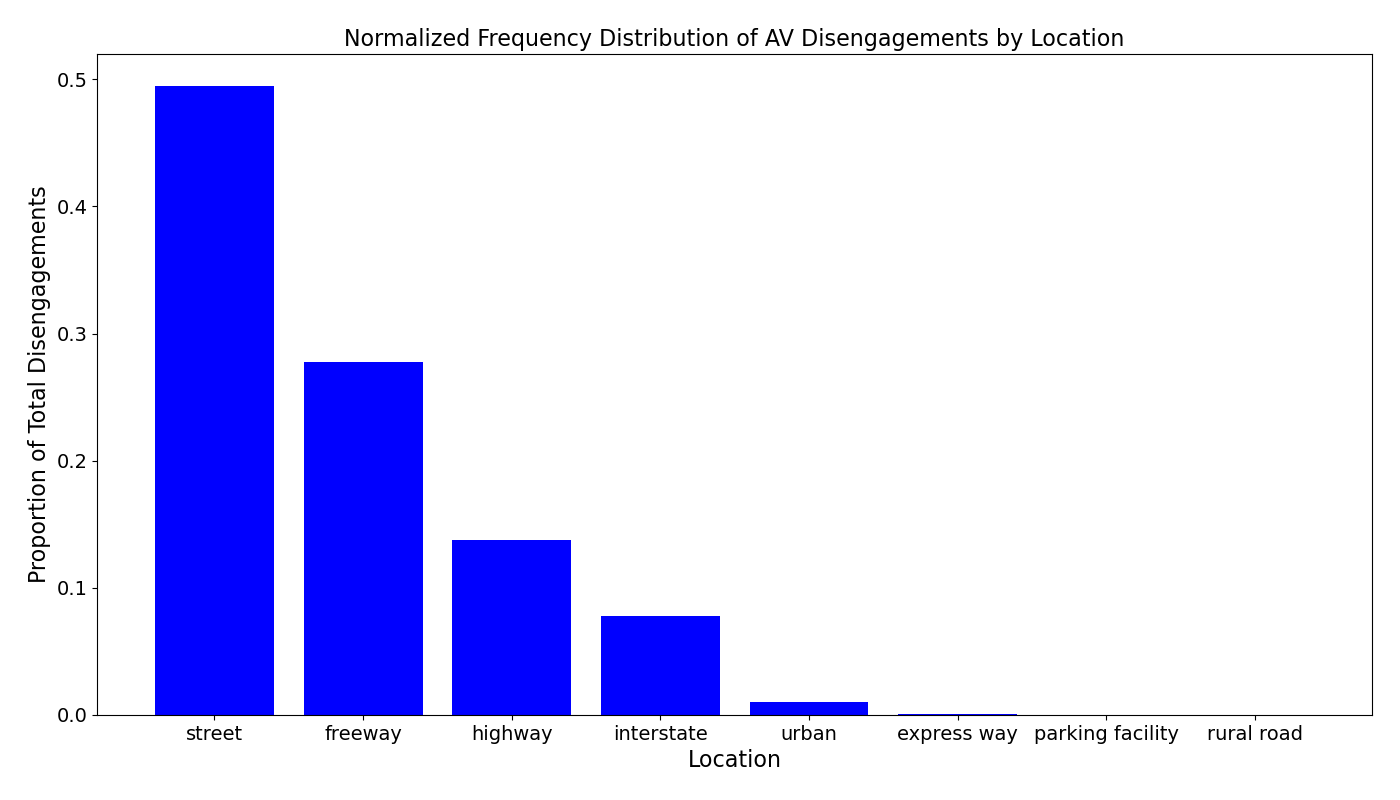 Normalized Frequency Distribution of AV Disengagements by Location
Proportion of Total Disengagements
0.5
0.4
0.3
0.2
0.1
0.0
street freeway highway interstate urban express way parking facility rural road
Location